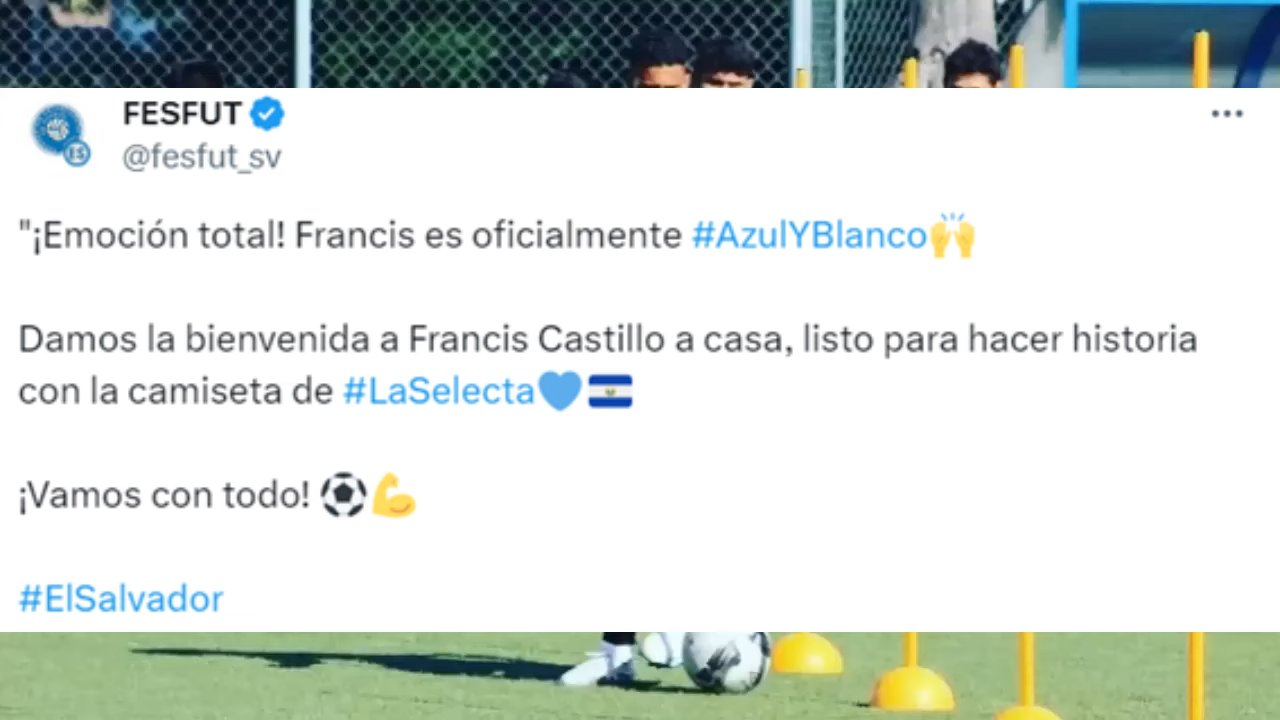 FESFUT
@fesfut_sv
"¡Emoción total! Francis es oficialmente #AzulYBlanco🙌
Damos la bienvenida a Francis Castillo a casa, listo para hacer historia
con la camiseta de #LaSelecta💙🇸🇻
¡Vamos con todo! ⚽💪
#ElSalvador